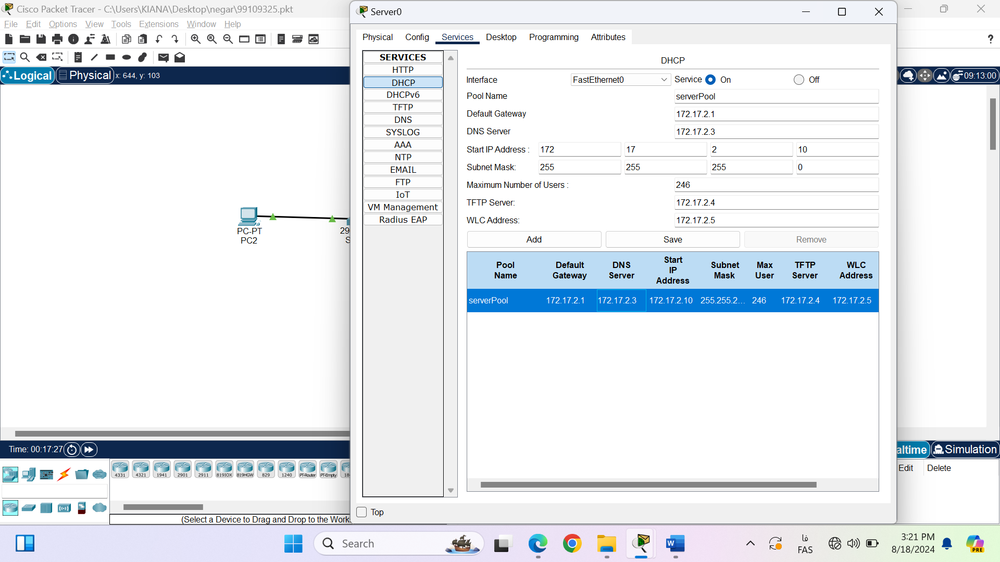 Cisco Packet Tracer - C:\Users\KIANA\Desktop\negar\99109325.pkt
File Edit Options View Tools Extensions Window Help
?
Logical Physical x: 644, y: 103
09:13:00
PC-PT
PC2
29
S
Server0
Physical Config Services Desktop Programming Attributes
SERVICES
HTTP
DHCP
DHCPv6
TFTP
DNS
SYSLOG
AAA
NTP
EMAIL
FTP
IoT
VM Management
Radius EAP
DHCP
Interface FastEthernet0 Service On Off
Pool Name serverPool
Default Gateway 172.17.2.1
DNS Server 172.17.2.3
Start IP Address : 172 17 2 10
Subnet Mask: 255 255 255 0
Maximum Number of Users : 246
TFTP Server: 172.17.2.4
WLC Address: 172.17.2.5
Add Save Remove
Pool Name Default Gateway DNS Server Start IP Address Subnet Mask Max User TFTP Server WLC Address
serverPool 172.17.2.1 172.17.2.3 172.17.2.10 255.255.2... 246 172.17.2.4 172.17.2.5
Top
Time: 00:17:27
altime Simulation
Edit Delete
4331 4321 1941 2901 2911 819IOX 819HGW 829 1240 PT-Router PT-Empty 18
(Select a Device to Drag and Drop to the Work
Search
فا
FAS
3:21 PM
8/18/2024
PRE